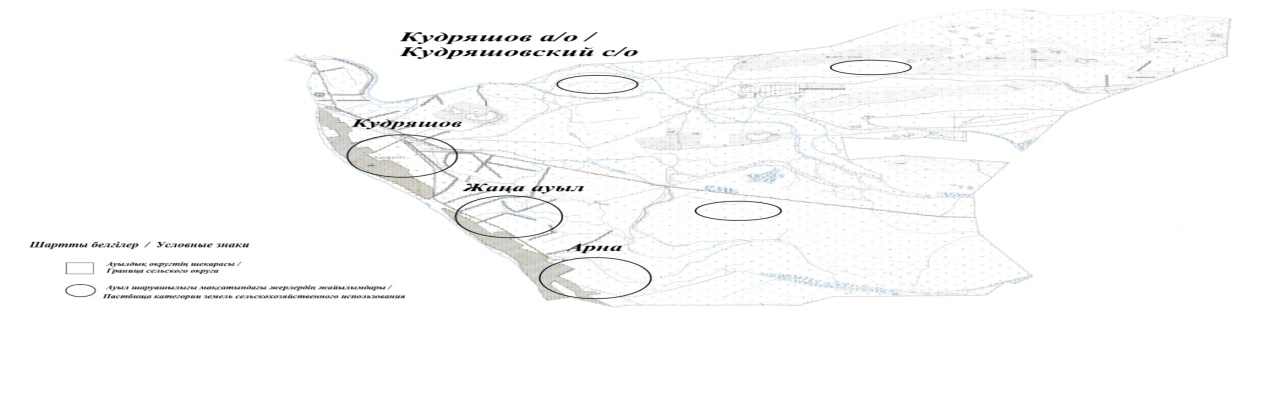 Кудряшов а/о /
Кудряшовский с/о
Кудряшов
Жаңа ауыл
Арна
Шартты белгілер / Условные знаки
Ауылдық округтің шекарасы /
Граница сельского округа
Ауыл шаруашылығы мақсатындағы жерлердің жайылымдары /
Пастбища категории земель сельскохозяйственного использования